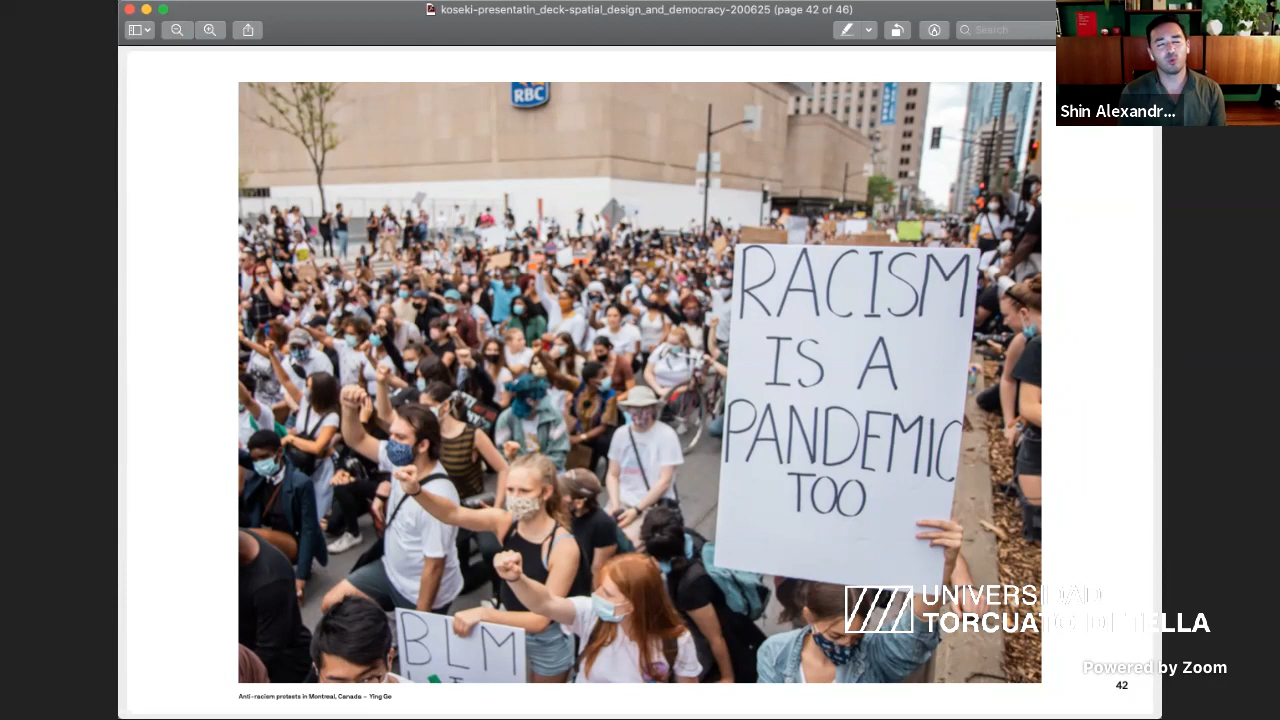 koseki-presentatin_deck-spatial_design_and_democracy-200625 (page 42 of 46)
Search
Shin Alexandr...
RBC
RACISM
IS A
PANDEMIC
TOO
BLM
UNIVERSIDAD
TORCUATO DI TELLA
Powered by Zoom
Anti-racism protests in Montreal, Canada – Ying Ge
42